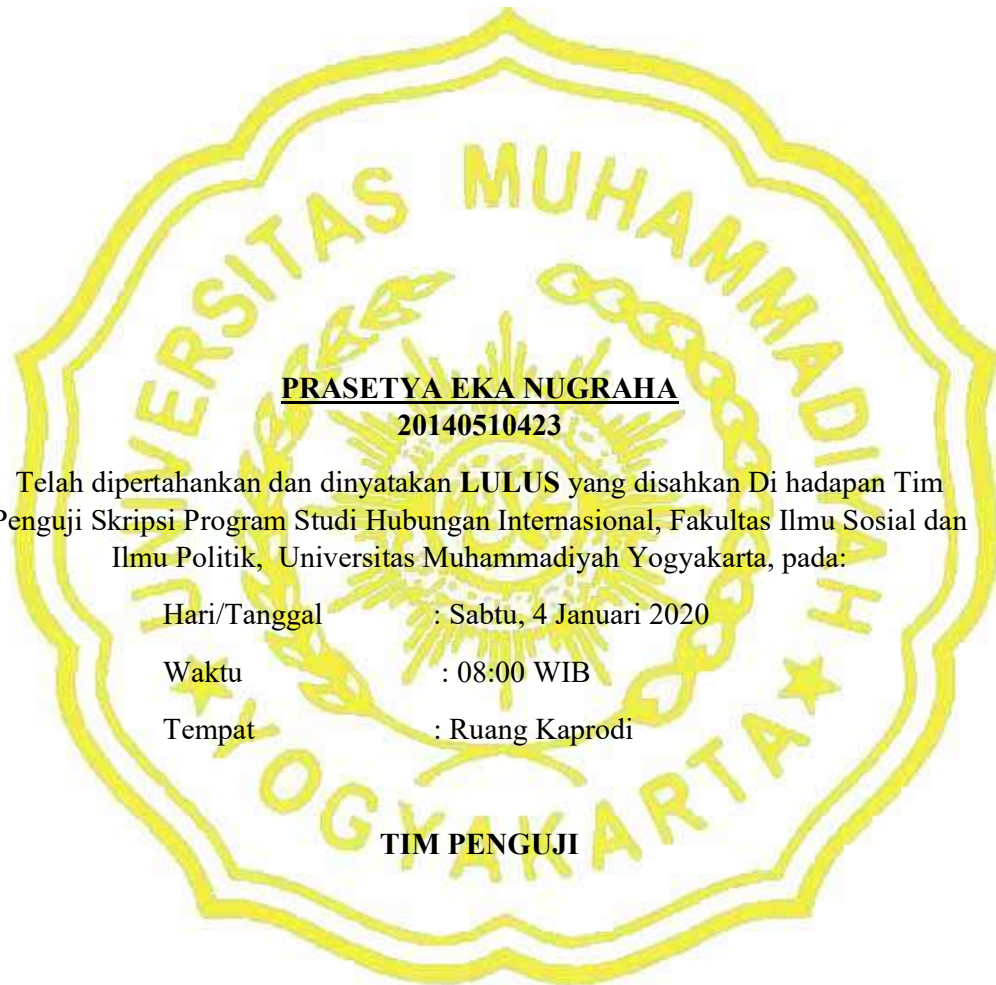 UNIVERSITAS MUHAMMADIYAH
YOGYAKARTA
PRASETYA EKA NUGRAHA
20140510423
Telah dipertahankan dan dinyatakan LULUS yang disahkan Di hadapan Tim
Penguji Skripsi Program Studi Hubungan Internasional, Fakultas Ilmu Sosial dan
Ilmu Politik, Universitas Muhammadiyah Yogyakarta, pada:
Hari/Tanggal : Sabtu, 4 Januari 2020
Waktu : 08:00 WIB
Tempat : Ruang Kaprodi
TIM PENGUJI